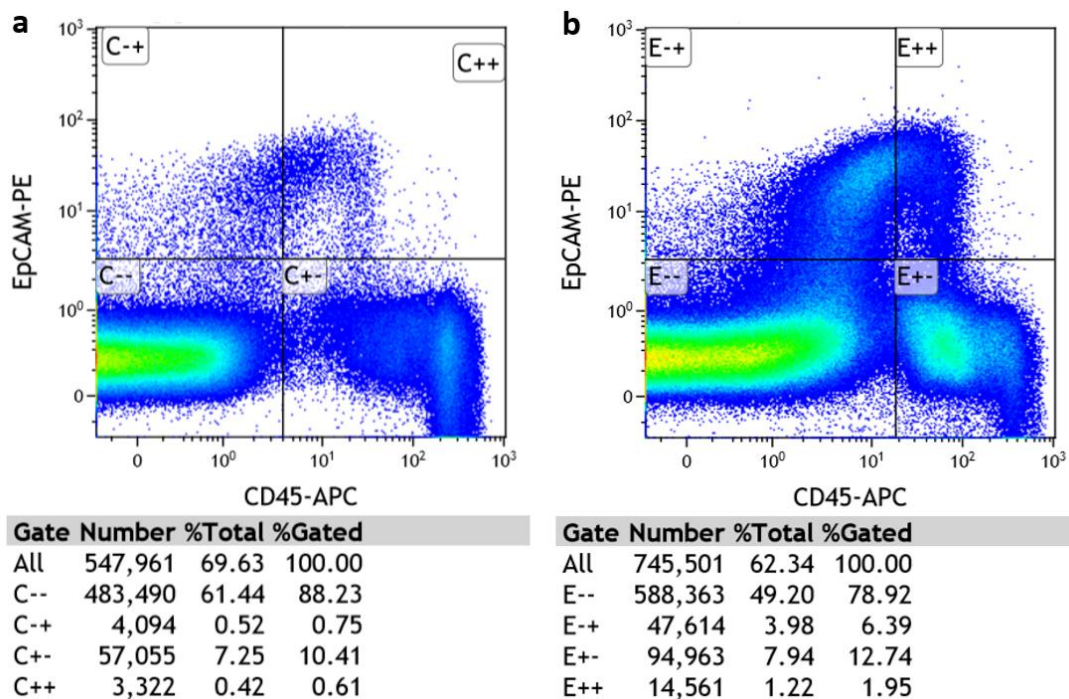 a
10³
C-+
C++
10²
EpCAM-PE
10¹
C--
C+-
10⁰
0
0
10⁰
10¹
10²
10³
CD45-APC
Gate Number %Total %Gated
All 547,961 69.63 100.00
C-- 483,490 61.44 88.23
C-+ 4,094 0.52 0.75
C+- 57,055 7.25 10.41
C++ 3,322 0.42 0.61
b
10³
E-+
E++
10²
EpCAM-PE
10¹
E--
E+-
10⁰
0
0
10⁰
10¹
10²
10³
CD45-APC
Gate Number %Total %Gated
All 745,501 62.34 100.00
E-- 588,363 49.20 78.92
E-+ 47,614 3.98 6.39
E+- 94,963 7.94 12.74
E++ 14,561 1.22 1.95